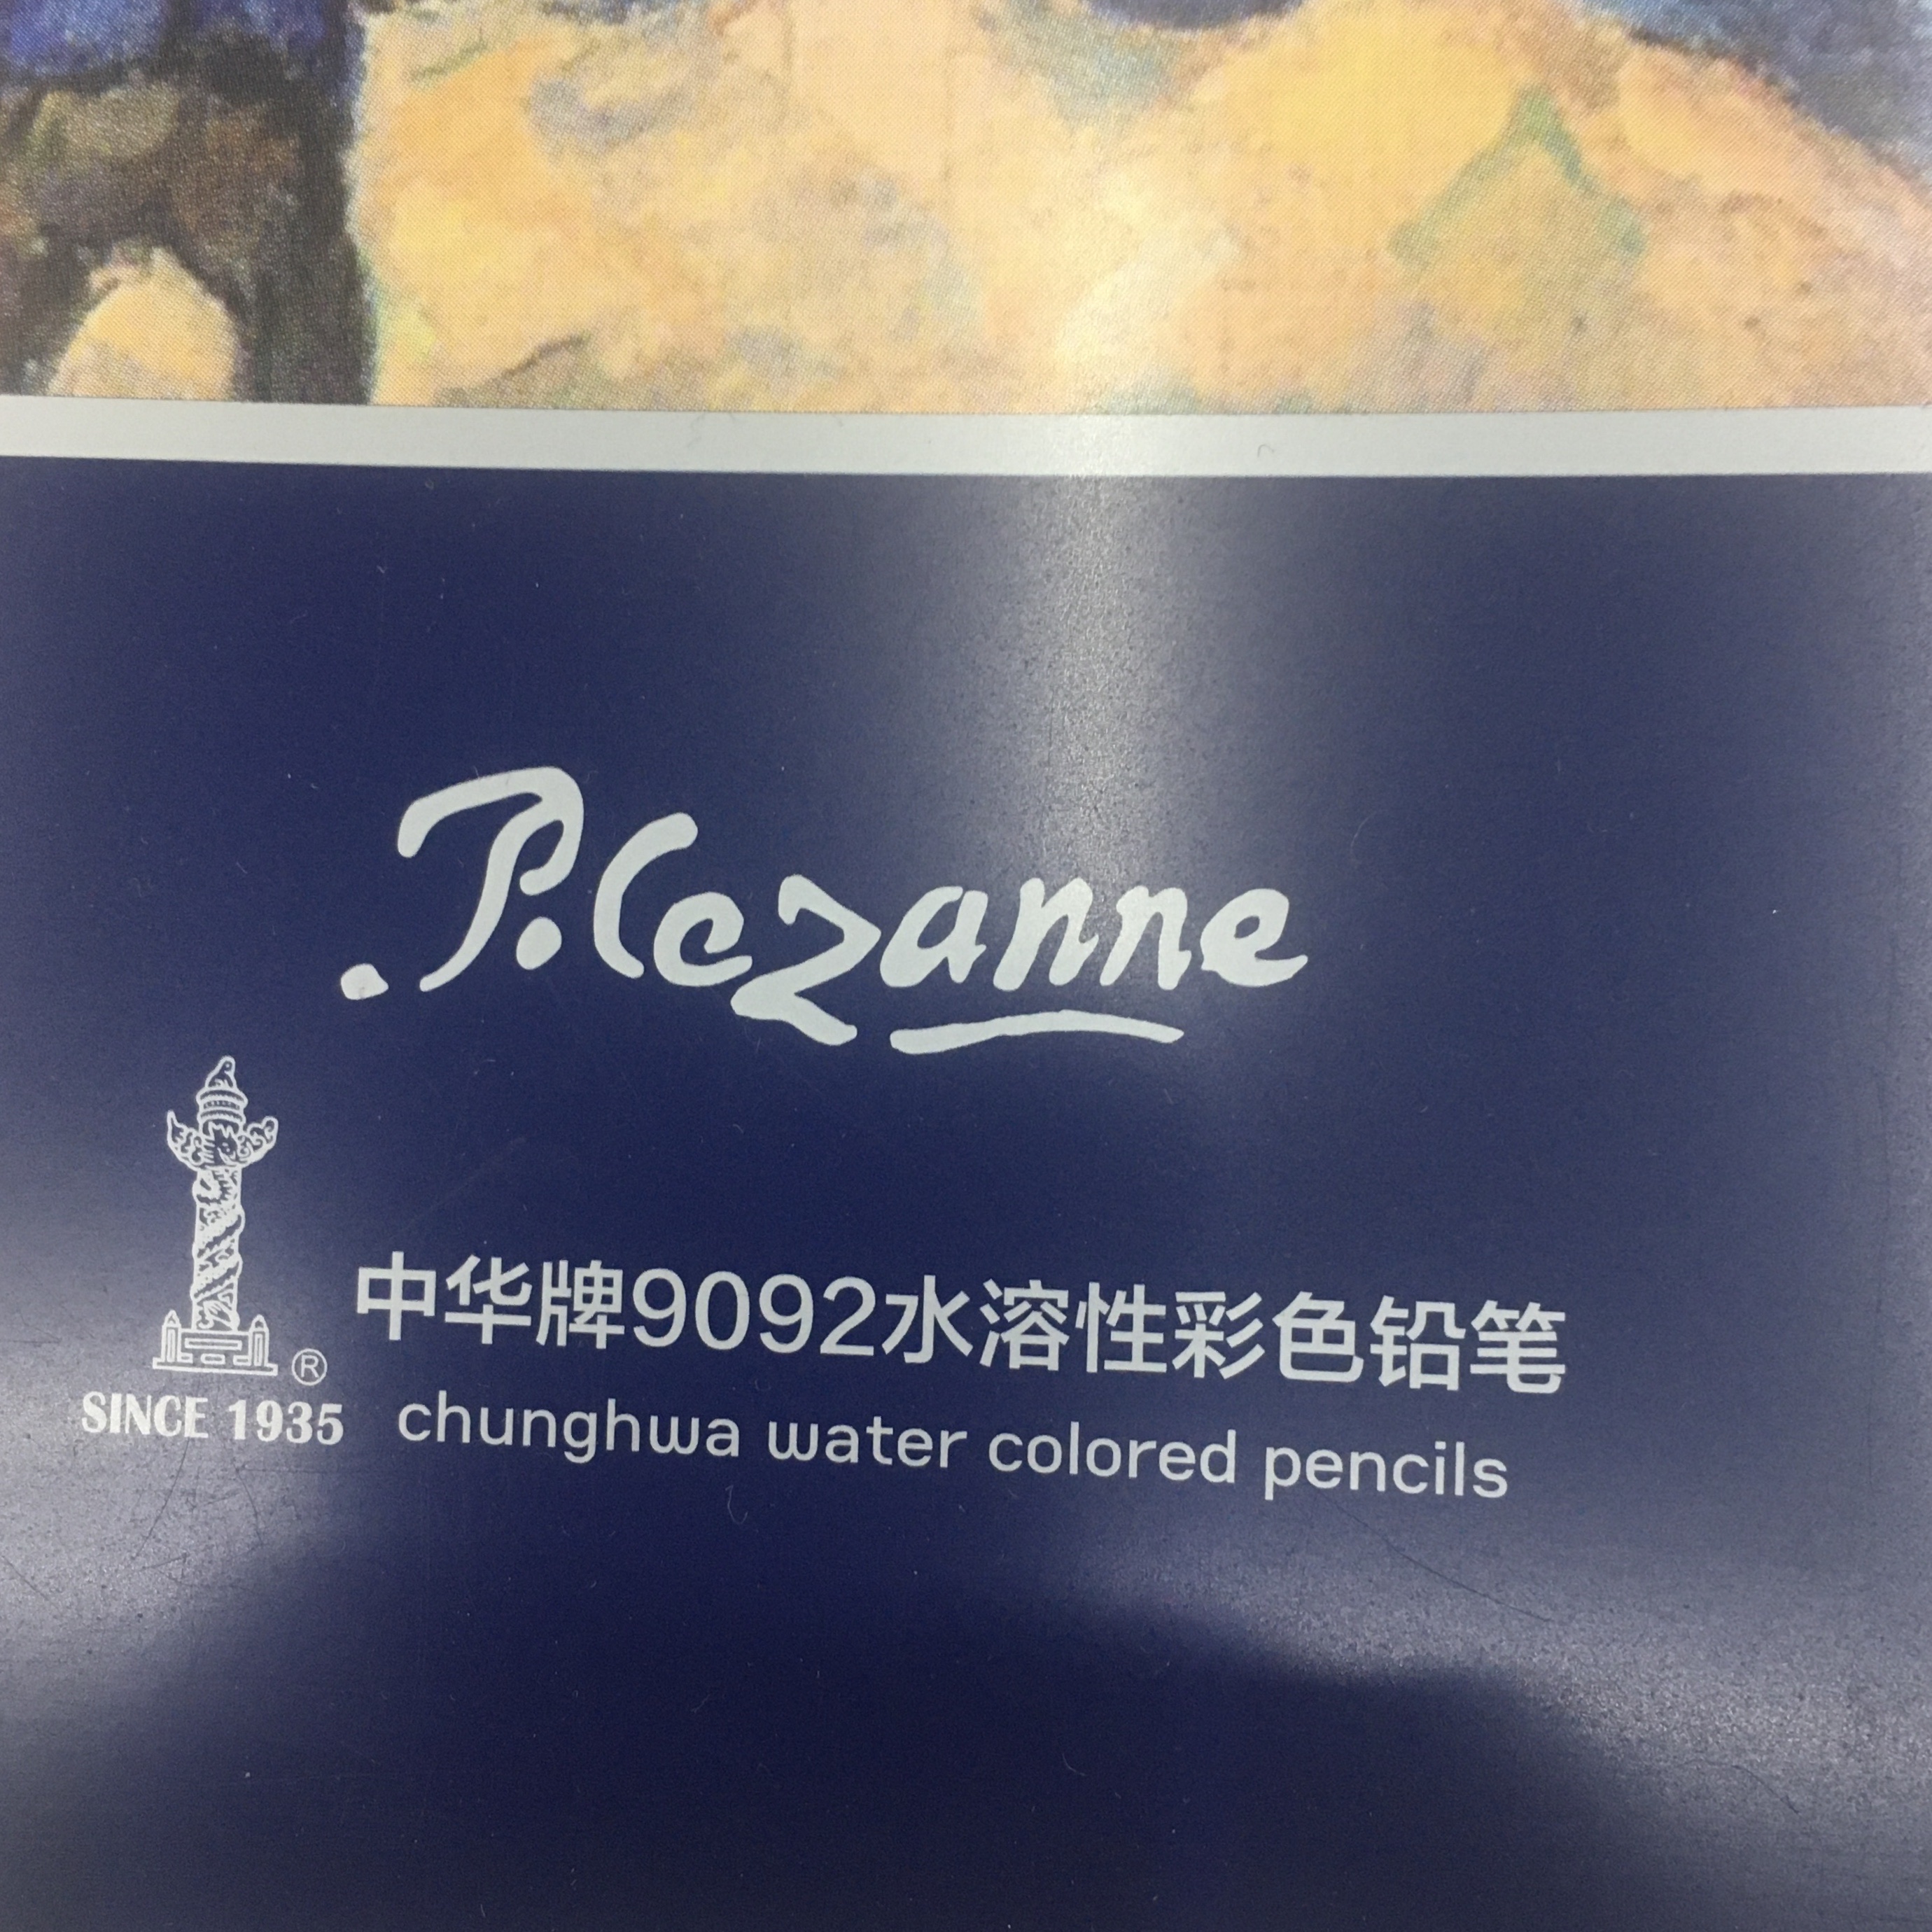 P.Cezanne
®
中华牌9092水溶性彩色铅笔
SINCE 1935
chunghwa water colored pencils